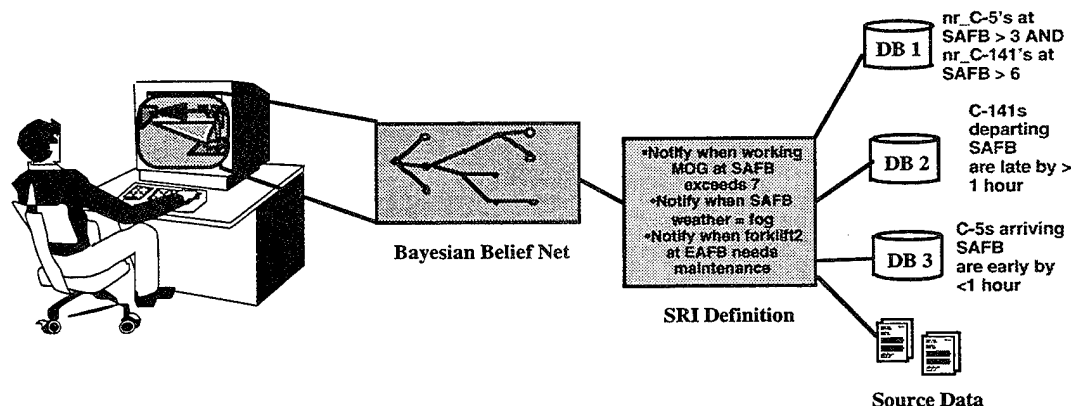 nr_C-5's at
SAFB > 3 AND
nr_C-141's at
SAFB > 6
DB 1
C-141s
departing
SAFB
are late by >
1 hour
DB 2
•Notify when working
MOG at SAFB
exceeds 7
•Notify when SAFB
weather = fog
•Notify when forklift2
at EAFB needs
maintenance
Bayesian Belief Net
C-5s arriving
SAFB
are early by
<1 hour
DB 3
SRI Definition
Source Data